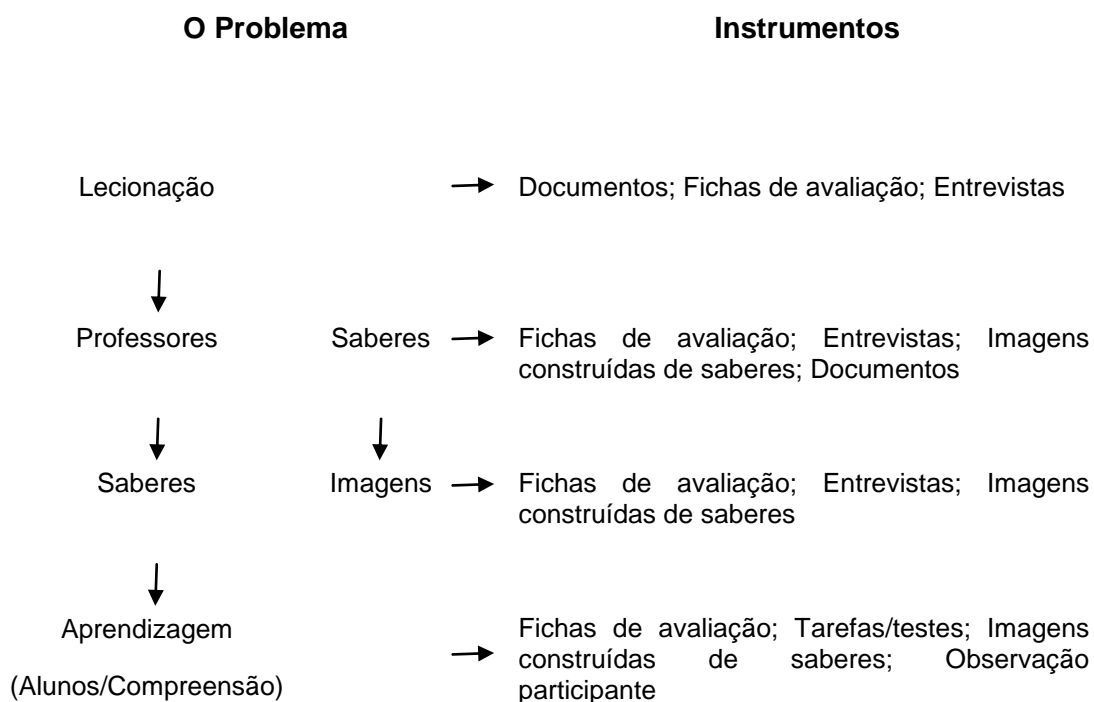 O Problema Instrumentos
Lecionação Documentos; Fichas de avaliação; Entrevistas
Professores Saberes Fichas de avaliação; Entrevistas; Imagens
construídas de saberes; Documentos
Saberes Imagens Fichas de avaliação; Entrevistas; Imagens
construídas de saberes
Aprendizagem Fichas de avaliação; Tarefas/testes; Imagens
construídas de saberes; Observação
(Alunos/Compreensão) participante